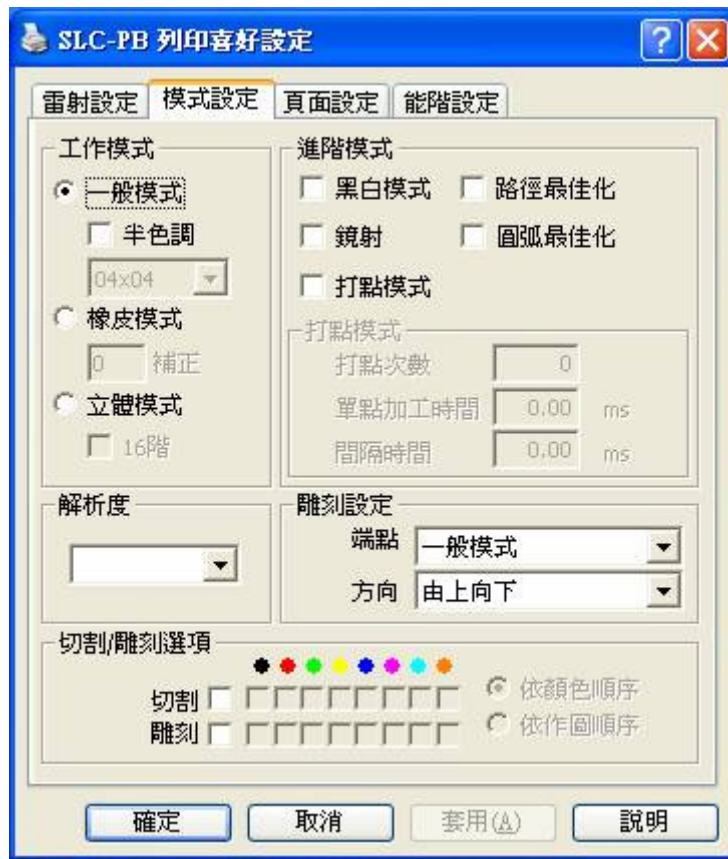 SLC-PB 列印喜好設定
雷射設定 模式設定 頁面設定 能階設定
工作模式
一般模式
半色調
04x04
橡皮模式
0 補正
立體模式
16階
進階模式
黑白模式 路徑最佳化
鏡射 圓弧最佳化
打點模式
打點模式
打點次數 0
單點加工時間 0.00 ms
間隔時間 0.00 ms
解析度
雕刻設定
端點 一般模式
方向 由上向下
切割/雕刻選項
切割 依顏色順序
雕刻 依作圖順序
確定 取消 套用(A) 說明